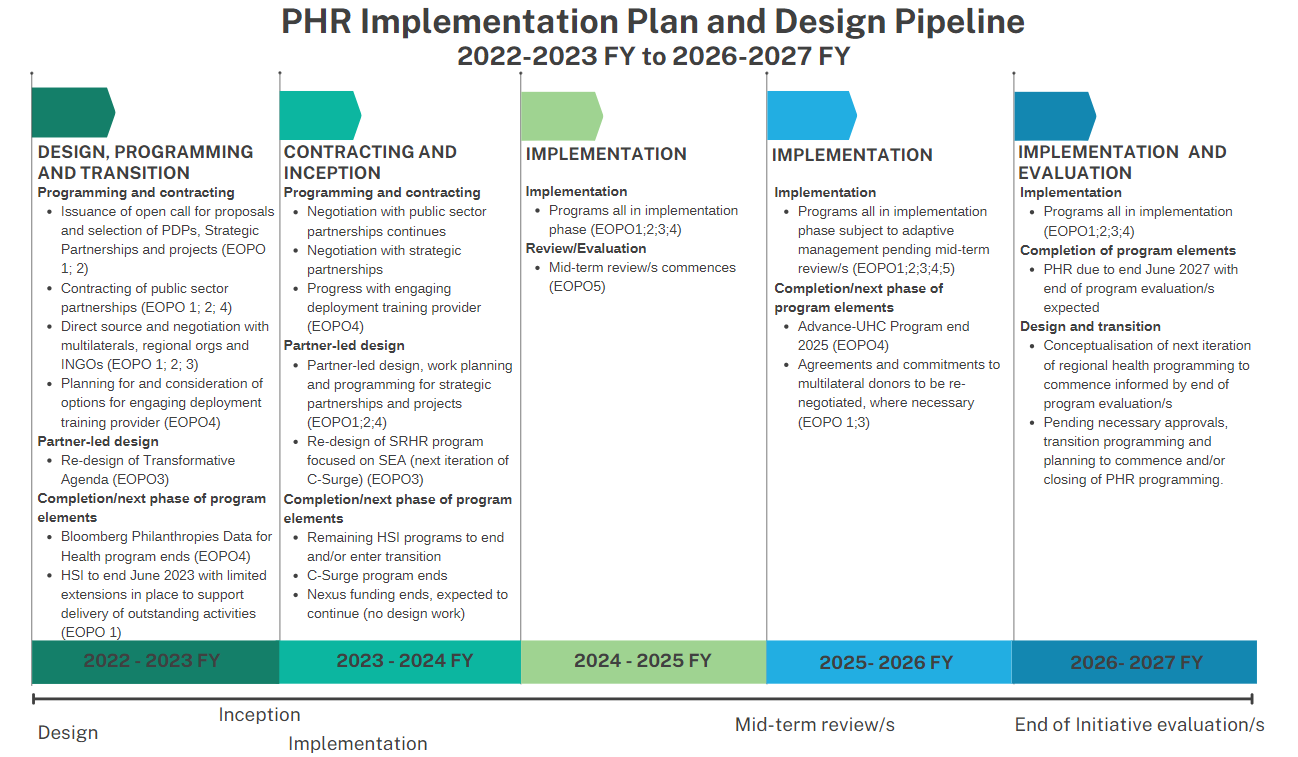 PHR Implementation Plan and Design Pipeline
2022-2023 FY to 2026-2027 FY
DESIGN, PROGRAMMING
AND TRANSITION
Programming and contracting
• Issuance of open call for proposals
and selection of PDPs, Strategic
Partnerships and projects (EOPO
1; 2)
• Contracting of public sector
partnerships (EOPO 1; 2; 4)
• Direct source and negotiation with
multilaterals, regional orgs and
INGOs (EOPO 1; 2; 3)
• Planning for and consideration of
options for engaging deployment
training provider (EOPO4)
Partner-led design
• Re-design of Transformative
Agenda (EOPO3)
Completion/next phase of program
elements
• Bloomberg Philanthropies Data for
Health program ends (EOPO4)
• HSI to end June 2023 with limited
extensions in place to support
delivery of outstanding activities
(EOPO 1)
2022 - 2023 FY
CONTRACTING AND
INCEPTION
Programming and contracting
• Negotiation with public sector
partnerships continues
• Negotiation with strategic
partnerships
• Progress with engaging
deployment training provider
(EOPO4)
Partner-led design
• Partner-led design, work planning
and programming for strategic
partnerships and projects
(EOPO1;2;4)
• Re-design of SRHR program
focused on SEA (next iteration of
C-Surge) (EOPO3)
Completion/next phase of program
elements
• Remaining HSI programs to end
and/or enter transition
• C-Surge program ends
• Nexus funding ends, expected to
continue (no design work)
2023 - 2024 FY
IMPLEMENTATION
Implementation
• Programs all in implementation
phase (EOPO1;2;3;4)
Review/Evaluation
• Mid-term review/s commences
(EOPO5)
2024 - 2025 FY
IMPLEMENTATION
Implementation
• Programs all in implementation
phase subject to adaptive
management pending mid-term
review/s (EOPO1;2;3;4;5)
Completion/next phase of
program elements
• Advance-UHC Program end
2025 (EOPO4)
• Agreements and commitments to
multilateral donors to be re-
negotiated, where necessary
(EOPO 1;3)
2025- 2026 FY
IMPLEMENTATION AND
EVALUATION
Implementation
• Programs all in implementation
(EOPO1;2;3;4)
Completion of program elements
• PHR due to end June 2027 with
end of program evaluation/s
expected
Design and transition
• Conceptualisation of next iteration
of regional health programming to
commence informed by end of
program evaluation/s
• Pending necessary approvals,
transition programming and
planning to commence and/or
closing of PHR programming.
2026- 2027 FY
Design
Inception
Implementation
Mid-term review/s
End of Initiative evaluation/s